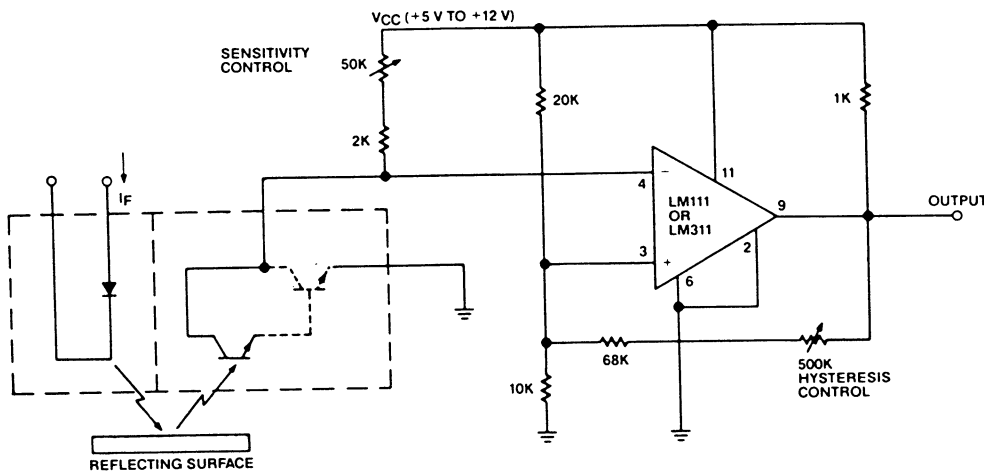 VCC (+5 V TO +12 V)
SENSITIVITY
CONTROL
50K
20K
1K
2K
4
−
11
IF
LM111
OR
LM311
9
OUTPUT
2
3
+
6
68K
500K
HYSTERESIS
CONTROL
10K
REFLECTING SURFACE